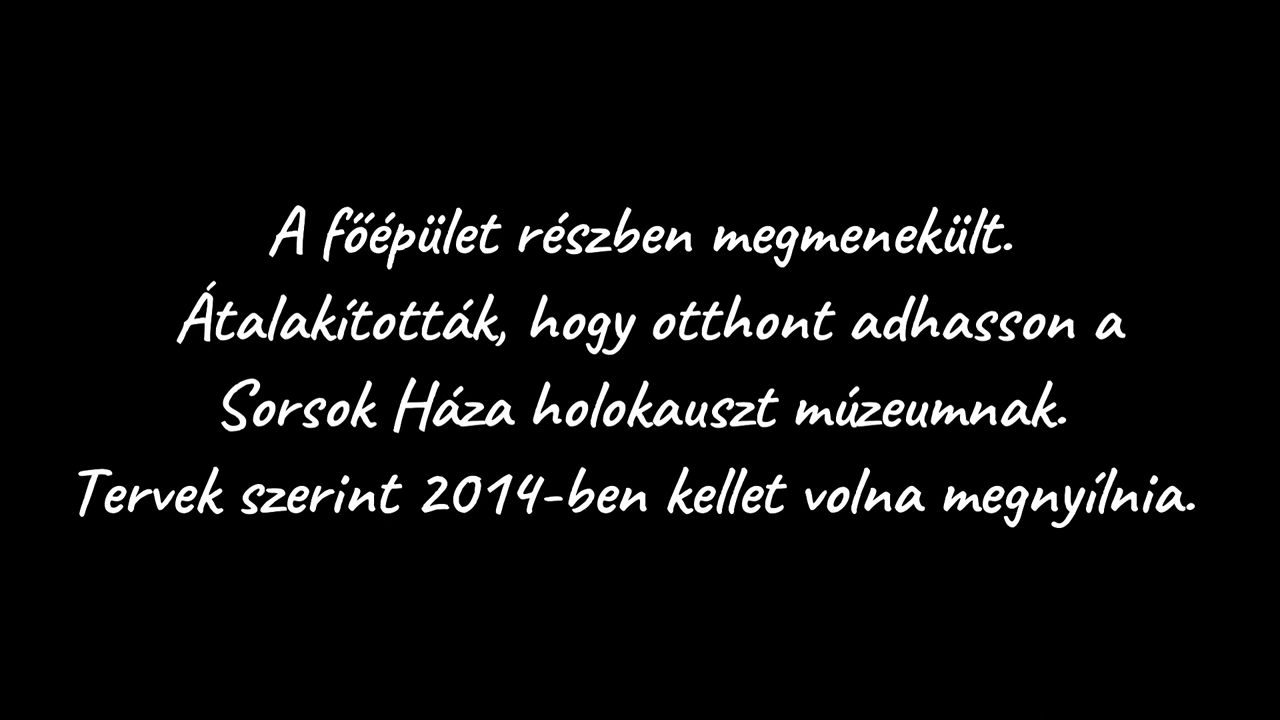 A főépület részben megmenekült.
Átalakították, hogy otthont adhasson a
Sorsok Háza holokauszt múzeumnak.
Tervek szerint 2014-ben kellet volna megnyílnia.